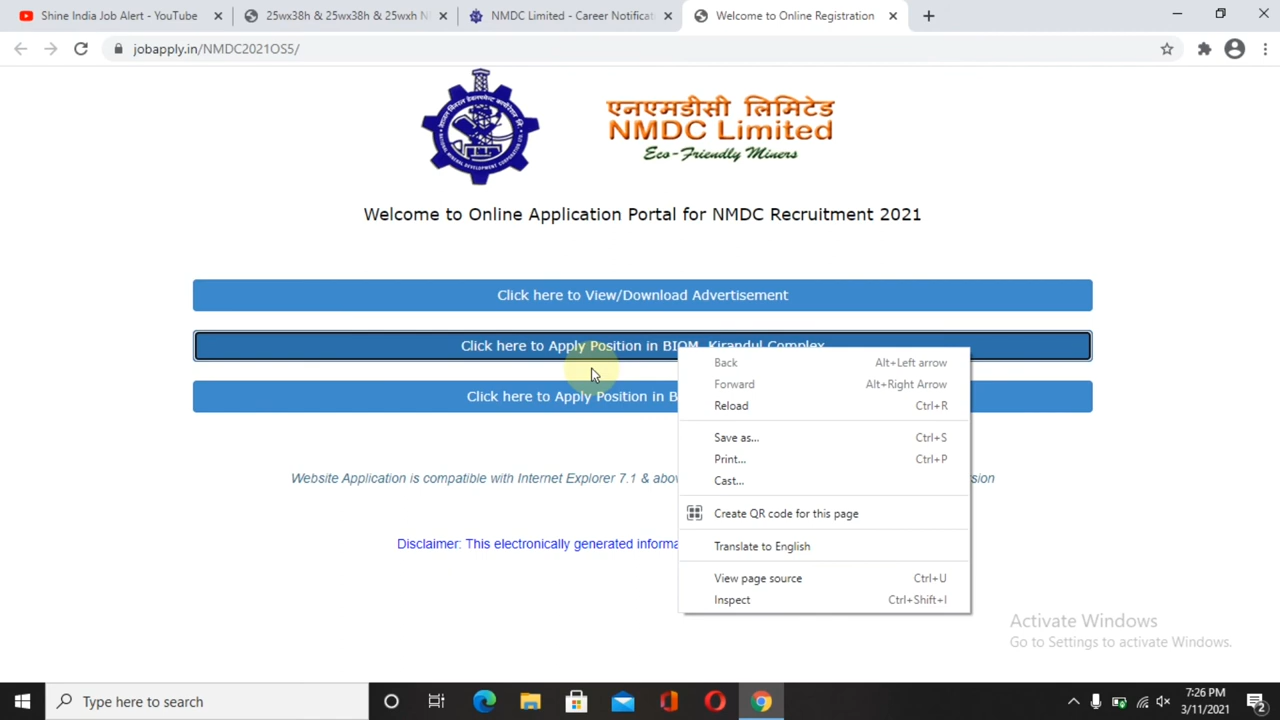 Shine India Job Alert - YouTube
25wx38h & 25wx38h & 25wxh N
NMDC Limited - Career Notificat
Welcome to Online Registration
jobapply.in/NMDC2021OS5/
एनएमडीसी लिमिटेड
NMDC Limited
Eco-Friendly Miners
Welcome to Online Application Portal for NMDC Recruitment 2021
Click here to View/Download Advertisement
Click here to Apply Position in BIOM, Kirandul Complex
Click here to Apply Position in B
Back Alt+Left arrow
Forward Alt+Right Arrow
Reload Ctrl+R
Save as... Ctrl+S
Print... Ctrl+P
Cast...
Create QR code for this page
Translate to English
View page source Ctrl+U
Inspect Ctrl+Shift+I
Website Application is compatible with Internet Explorer 7.1 & abov sion
Disclaimer: This electronically generated informa
Activate Windows
Go to Settings to activate Windows.
Type here to search
7:26 PM
3/11/2021
2